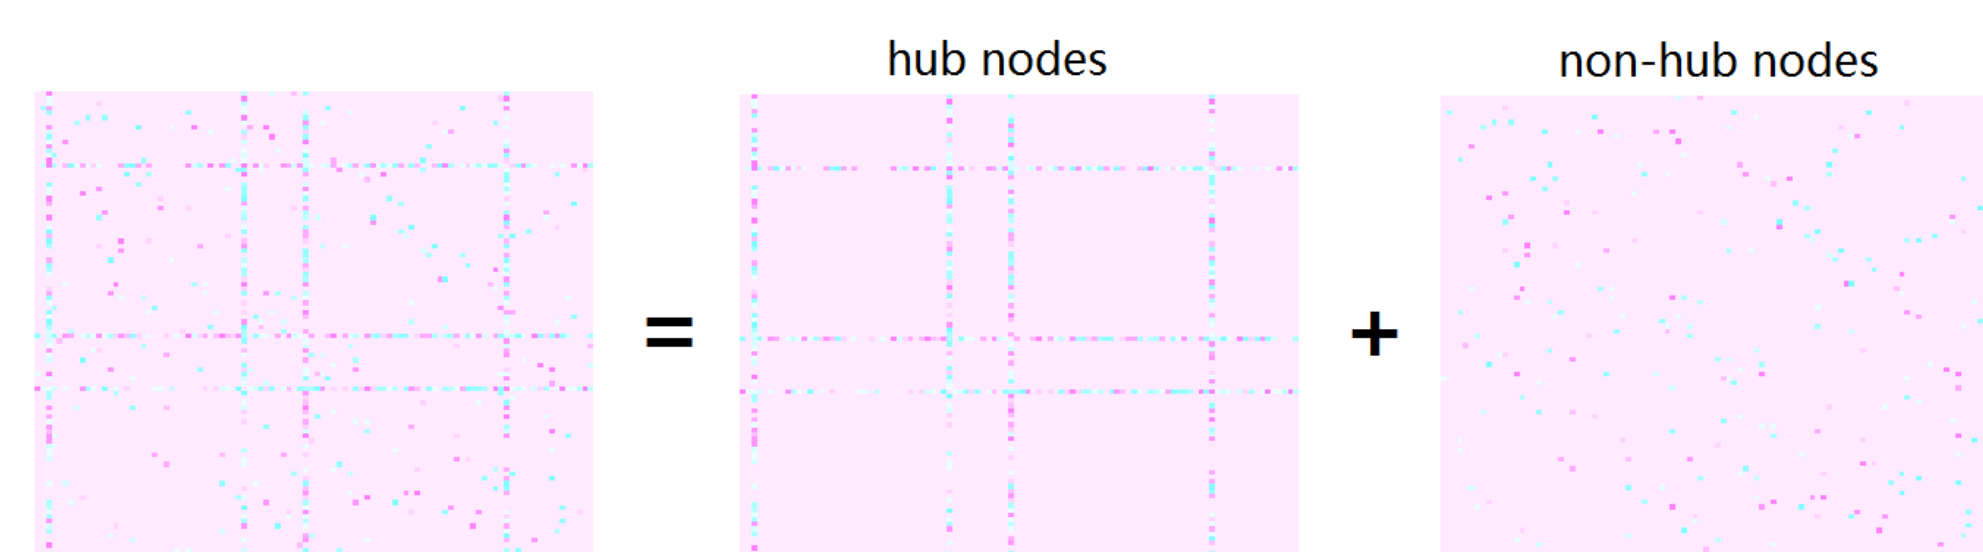 hub nodes
non-hub nodes
= +